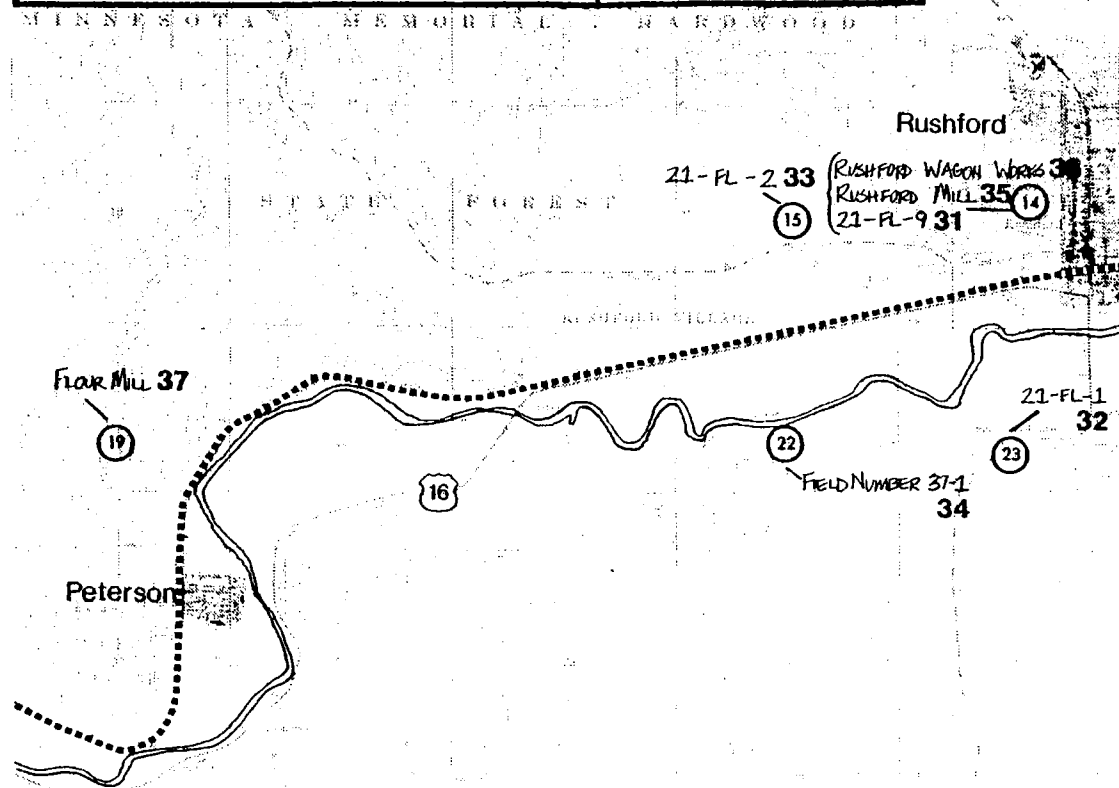 MINNESOTA MEMORIAL HARDWOOD
Rushford
21-FL-2 33
RUSHFORD WAGON WORKS
RUSHFORD MILL 35
14
21-FL-9 31
15
STATE FOREST
RUSHFORD VILLAGE
FLOUR MILL 37
19
21-FL-1
32
22
23
16
FIELD NUMBER 37-1
34
Peterson